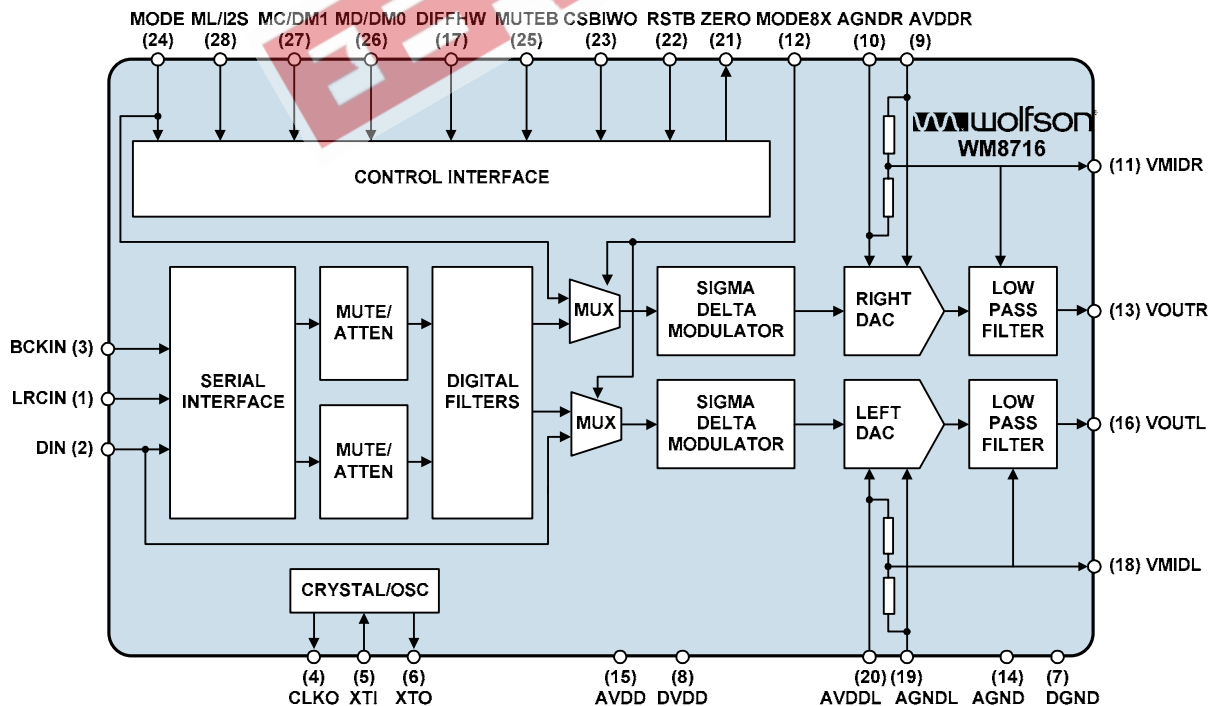 MODE ML/I2S MC/DM1 MD/DM0 DIFFHW MUTEB CSBIWO RSTB ZERO MODE8X AGNDR AVDDR
(24) (28) (27) (26) (17) (25) (23) (22) (21) (12) (10) (9)
wolfson
WM8716
CONTROL INTERFACE
(11) VMIDR
SERIAL
INTERFACE
MUTE/
ATTEN
MUTE/
ATTEN
DIGITAL
FILTERS
MUX
MUX
SIGMA
DELTA
MODULATOR
SIGMA
DELTA
MODULATOR
RIGHT
DAC
LEFT
DAC
LOW
PASS
FILTER
LOW
PASS
FILTER
(13) VOUTR
(16) VOUTL
BCKIN (3)
LRCIN (1)
DIN (2)
(18) VMIDL
CRYSTAL/OSC
(4) (5) (6) (15) (8) (20) (19) (14) (7)
CLKO XTI XTO AVDD DVDD AVDDL AGNDL AGND DGND